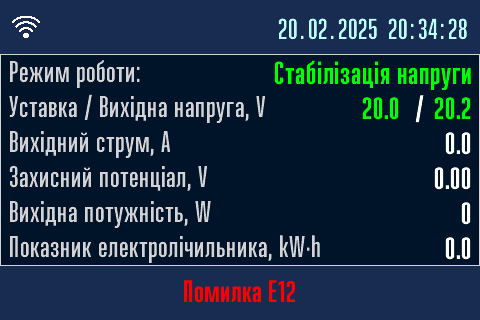 20.02.2025 20:34:28
Режим роботи: Стабілізація напруги
Уставка / Вихідна напруга, V 20.0 / 20.2
Вихідний струм, A 0.0
Захисний потенціал, V 0.00
Вихідна потужність, W 0
Показник електролічильника, kW·h 0.0
Помилка E12